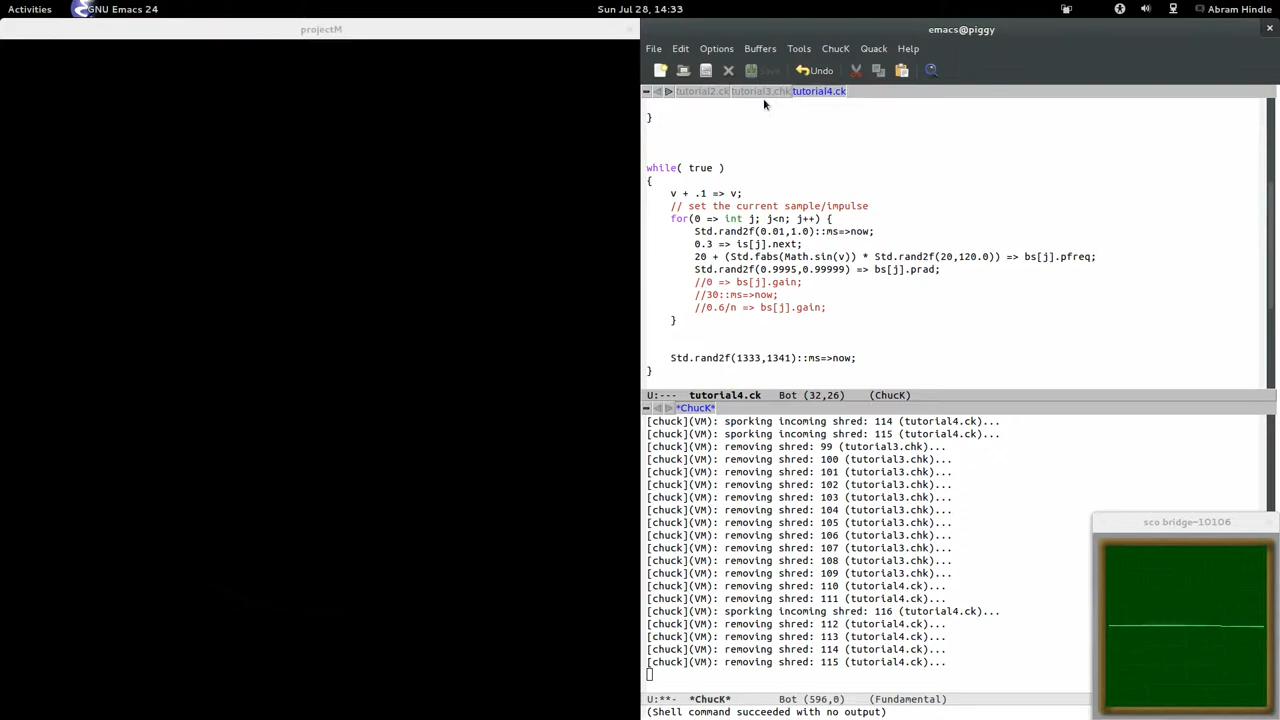 Activities GNU Emacs 24 Sun Jul 28, 14:33 Abram Hindle
projectM
emacs@piggy
File Edit Options Buffers Tools ChucK Quack Help
Save Undo
tutorial2.ck tutorial3.chk tutorial4.ck
}
while( true )
{
v + .1 => v;
// set the current sample/impulse
for(0 => int j; j<n; j++) {
Std.rand2f(0.01,1.0)::ms=>now;
0.3 => is[j].next;
20 + (Std.fabs(Math.sin(v)) * Std.rand2f(20,120.0)) => bs[j].pfreq;
Std.rand2f(0.9995,0.99999) => bs[j].prad;
//0 => bs[j].gain;
//30::ms=>now;
//0.6/n => bs[j].gain;
}
Std.rand2f(1333,1341)::ms=>now;
}
U:--- tutorial4.ck Bot (32,26) (ChucK)
*ChucK*
[chuck](VM): sporking incoming shred: 114 (tutorial4.ck)...
[chuck](VM): sporking incoming shred: 115 (tutorial4.ck)...
[chuck](VM): removing shred: 99 (tutorial3.chk)...
[chuck](VM): removing shred: 100 (tutorial3.chk)...
[chuck](VM): removing shred: 101 (tutorial3.chk)...
[chuck](VM): removing shred: 102 (tutorial3.chk)...
[chuck](VM): removing shred: 103 (tutorial3.chk)...
[chuck](VM): removing shred: 104 (tutorial3.chk)...
[chuck](VM): removing shred: 105 (tutorial3.chk)...
[chuck](VM): removing shred: 106 (tutorial3.chk)...
[chuck](VM): removing shred: 107 (tutorial3.chk)...
[chuck](VM): removing shred: 108 (tutorial3.chk)...
[chuck](VM): removing shred: 109 (tutorial3.chk)...
[chuck](VM): removing shred: 110 (tutorial4.ck)...
[chuck](VM): removing shred: 111 (tutorial4.ck)...
[chuck](VM): sporking incoming shred: 116 (tutorial4.ck)...
[chuck](VM): removing shred: 112 (tutorial4.ck)...
[chuck](VM): removing shred: 113 (tutorial4.ck)...
[chuck](VM): removing shred: 114 (tutorial4.ck)...
[chuck](VM): removing shred: 115 (tutorial4.ck)...
sco bridge-10106
U:**- *ChucK* Bot (596,0) (Fundamental)
(Shell command succeeded with no output)